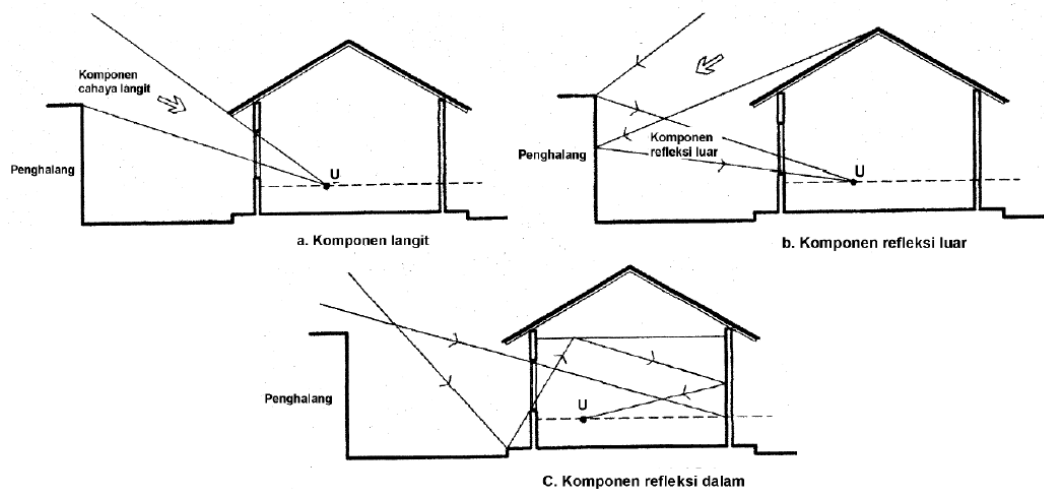 Komponen
cahaya langit
Penghalang
U
a. Komponen langit
Komponen
refleksi luar
Penghalang
U
b. Komponen refleksi luar
Penghalang
U
C. Komponen refleksi dalam